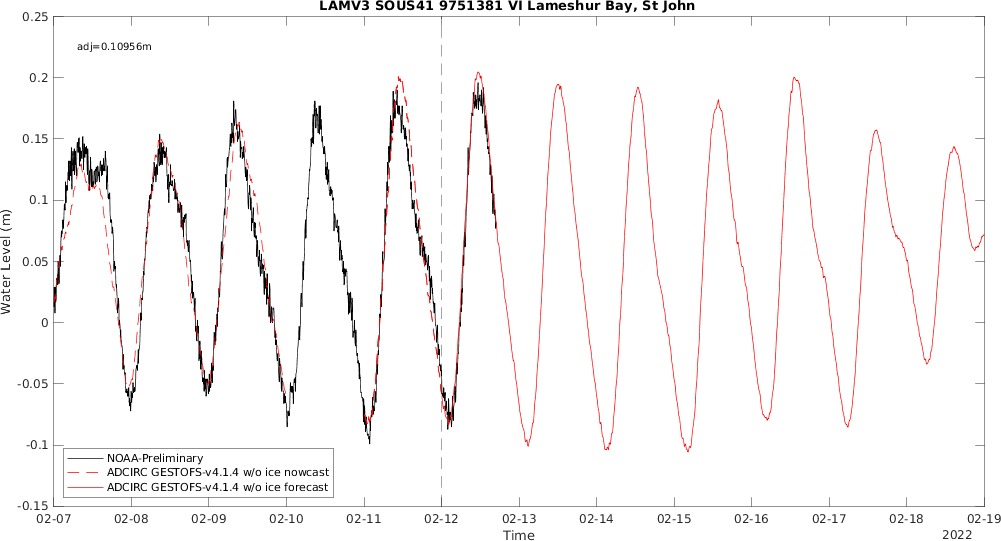 LAMV3 SOUS41 9751381 VI Lameshur Bay, St John
adj=0.10956m
0.25
0.2
0.15
0.1
0.05
0
-0.05
-0.1
-0.15
Water Level (m)
NOAA-Preliminary
ADCIRC GESTOFS-v4.1.4 w/o ice nowcast
ADCIRC GESTOFS-v4.1.4 w/o ice forecast
02-07 02-08 02-09 02-10 02-11 02-12 02-13 02-14 02-15 02-16 02-17 02-18 02-19
Time
2022